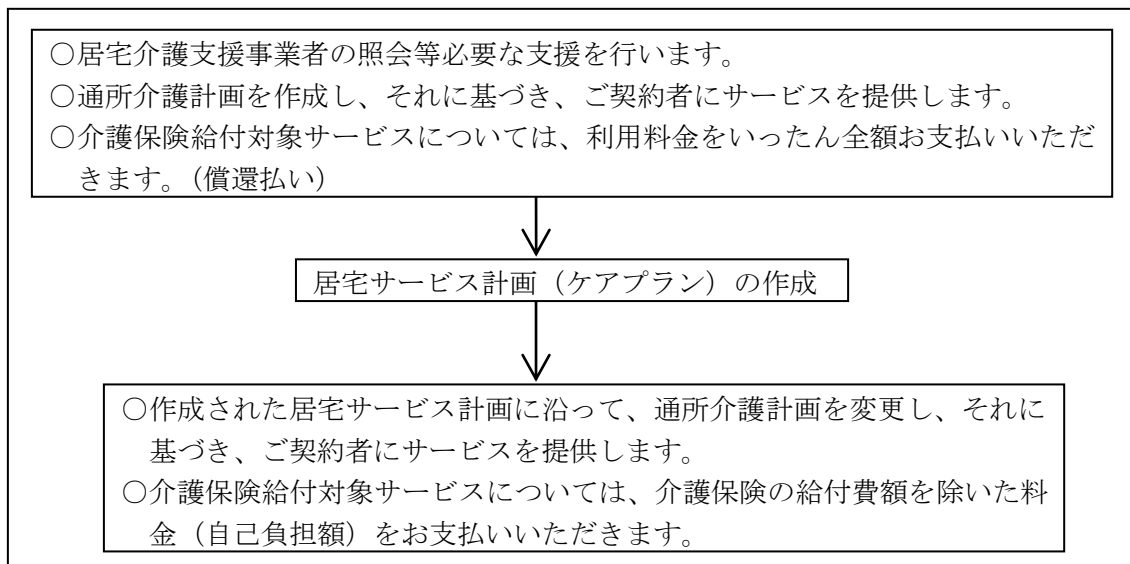 ○居宅介護支援事業者の照会等必要な支援を行います。
○通所介護計画を作成し、それに基づき、ご契約者にサービスを提供します。
○介護保険給付対象サービスについては、利用料金をいったん全額お支払いいただ
きます。（償還払い）
居宅サービス計画（ケアプラン）の作成
○作成された居宅サービス計画に沿って、通所介護計画を変更し、それに
基づき、ご契約者にサービスを提供します。
○介護保険給付対象サービスについては、介護保険の給付費額を除いた料
金（自己負担額）をお支払いいただきます。